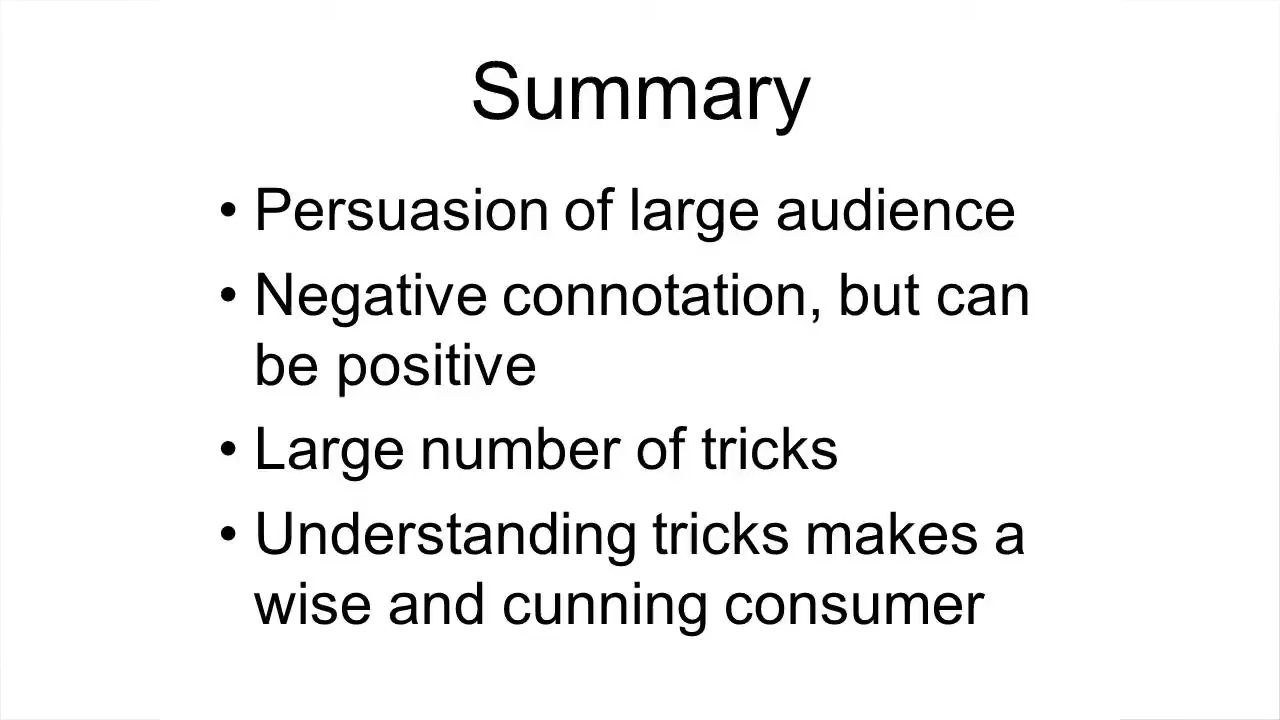 Summary
• Persuasion of large audience
• Negative connotation, but can
be positive
• Large number of tricks
• Understanding tricks makes a
wise and cunning consumer